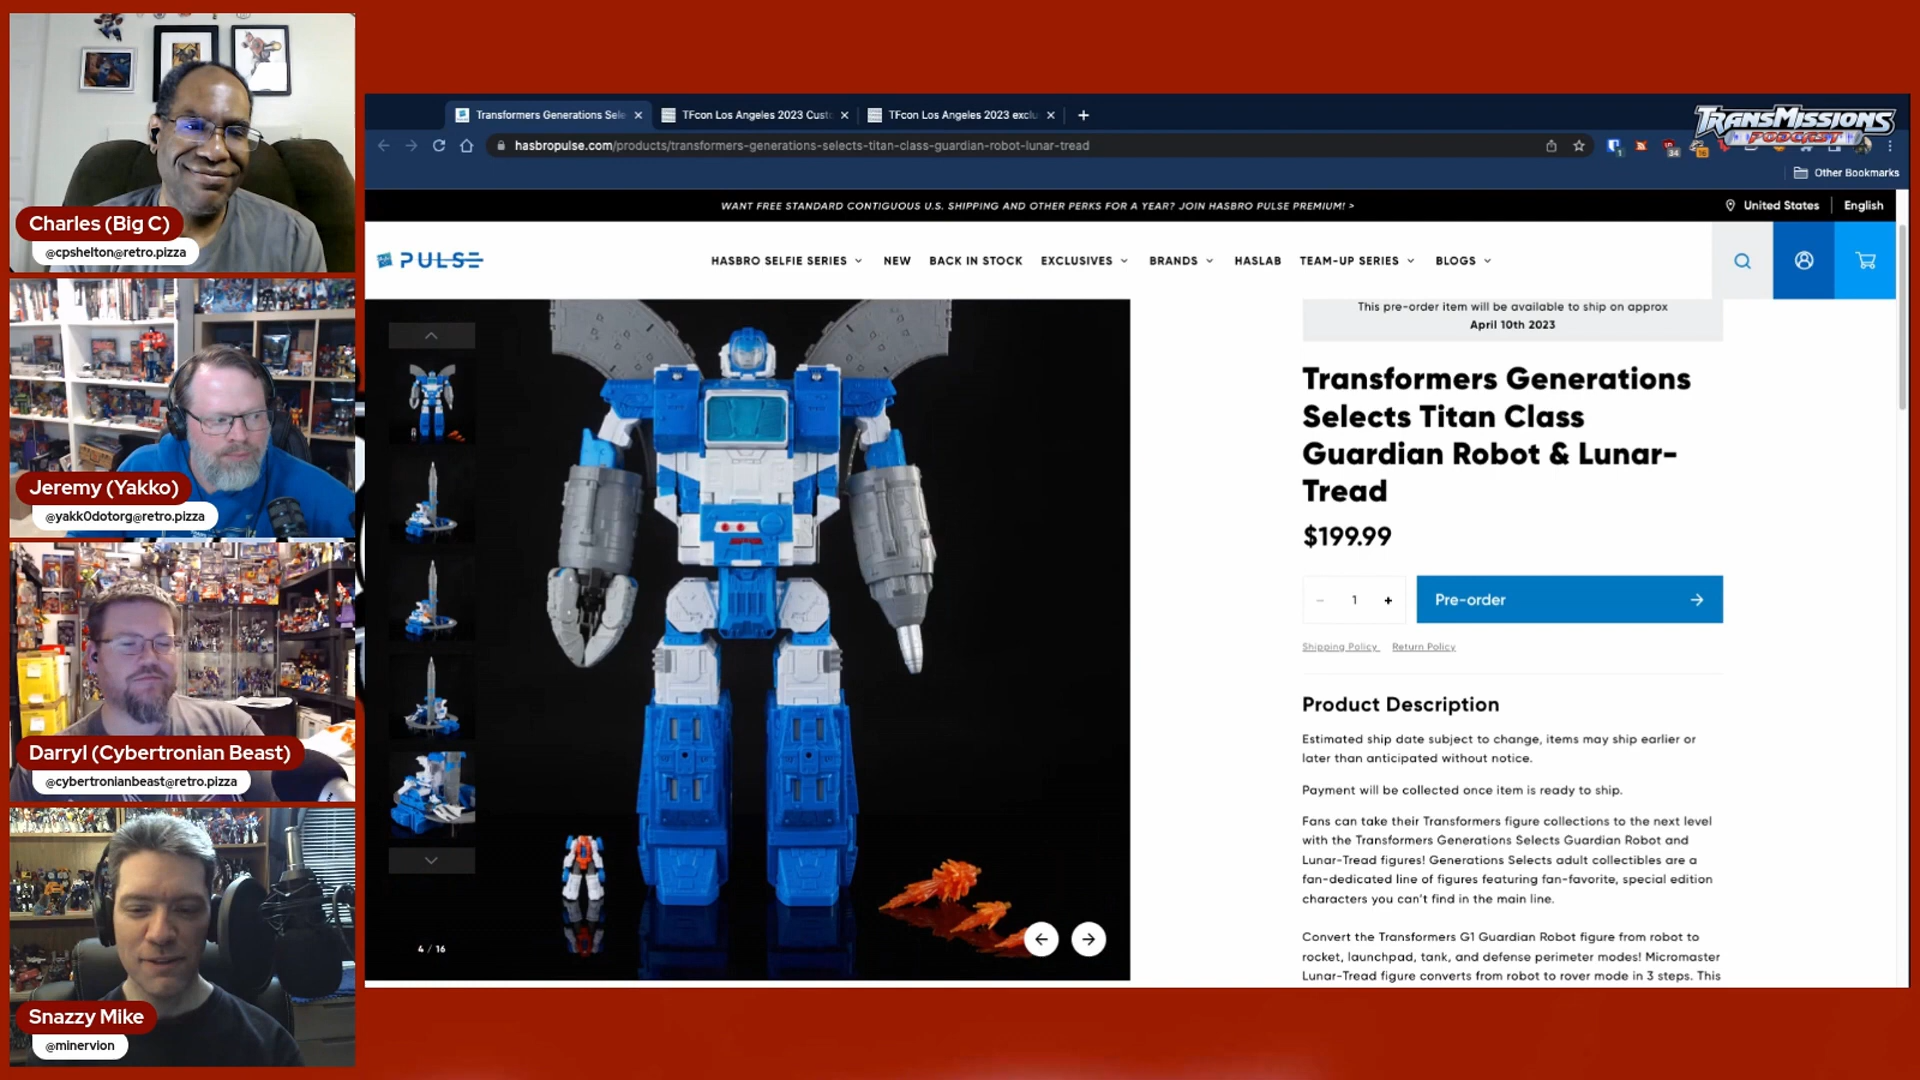 Charles (Big C)
@cpshelton@retro.pizza
Jeremy (Yakko)
@yakk0dotorg@retro.pizza
Darryl (Cybertronian Beast)
@cybertronianbeast@retro.pizza
Snazzy Mike
@minervion
Transformers Generations Sele
TFcon Los Angeles 2023 Cust
TFcon Los Angeles 2023 exclu
TRANSMISSIONS
PODCAST
hasbropulse.com/products/transformers-generations-selects-titan-class-guardian-robot-lunar-tread
Other Bookmarks
WANT FREE STANDARD CONTIGUOUS U.S. SHIPPING AND OTHER PERKS FOR A YEAR? JOIN HASBRO PULSE PREMIUM! >
United States
English
PULSE
HASBRO SELFIE SERIES
NEW
BACK IN STOCK
EXCLUSIVES
BRANDS
HASLAB
TEAM-UP SERIES
BLOGS
This pre-order item will be available to ship on approx
April 10th 2023
Transformers Generations
Selects Titan Class
Guardian Robot & Lunar-
Tread
$199.99
− 1 +
Pre-order
Shipping Policy Return Policy
Product Description
Estimated ship date subject to change, items may ship earlier or
later than anticipated without notice.
Payment will be collected once item is ready to ship.
Fans can take their Transformers figure collections to the next level
with the Transformers Generations Selects Guardian Robot and
Lunar-Tread figures! Generations Selects adult collectibles are a
fan-dedicated line of figures featuring fan-favorite, special edition
characters you can't find in the main line.
Convert the Transformers G1 Guardian Robot figure from robot to
rocket, launchpad, tank, and defense perimeter modes! Micromaster
Lunar-Tread figure converts from robot to rover mode in 3 steps. This
4 / 16